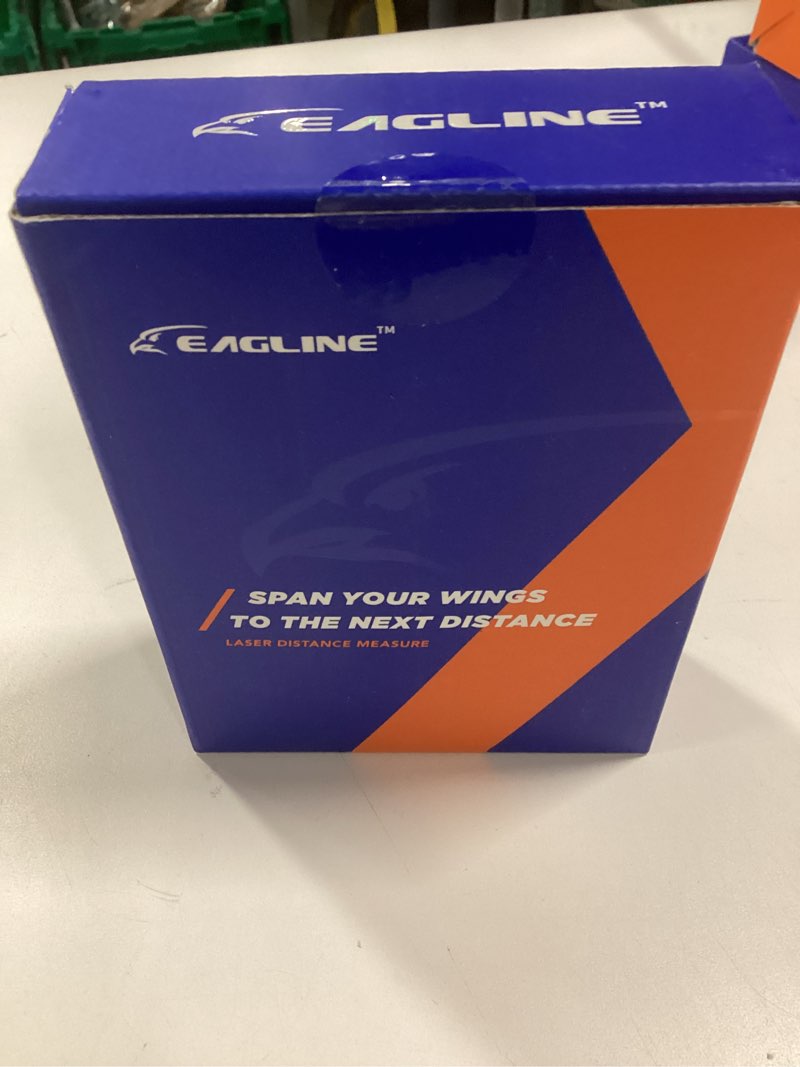 EAGLINE™
EAGLINE™
SPAN YOUR WINGS
TO THE NEXT DISTANCE
LASER DISTANCE MEASURE